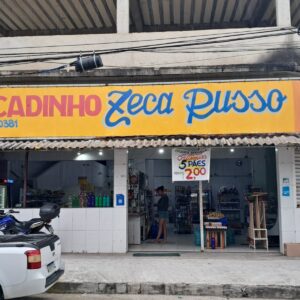 CADINHO Zeca Russo
0381
5 PÃES
2,00